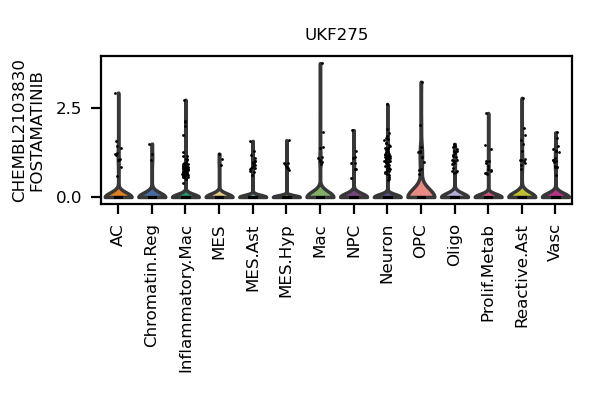 UKF275
CHEMBL2103830
FOSTAMATINIB
2.5
0.0
AC
Chromatin.Reg
Inflammatory.Mac
MES
MES.Ast
MES.Hyp
Mac
NPC
Neuron
OPC
Oligo
Prolif.Metab
Reactive.Ast
Vasc